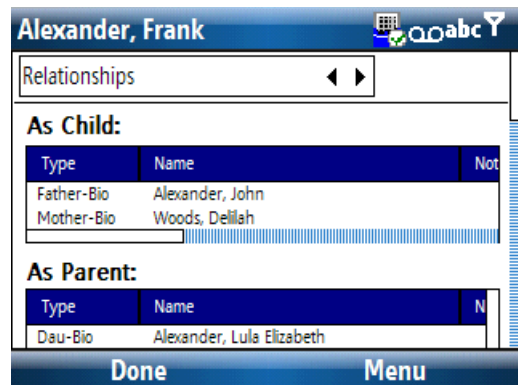 Alexander, Frank abc
Relationships
As Child:
Type Name Not
Father-Bio Alexander, John
Mother-Bio Woods, Delilah
As Parent:
Type Name N
Dau-Bio Alexander, Lula Elizabeth
Done Menu